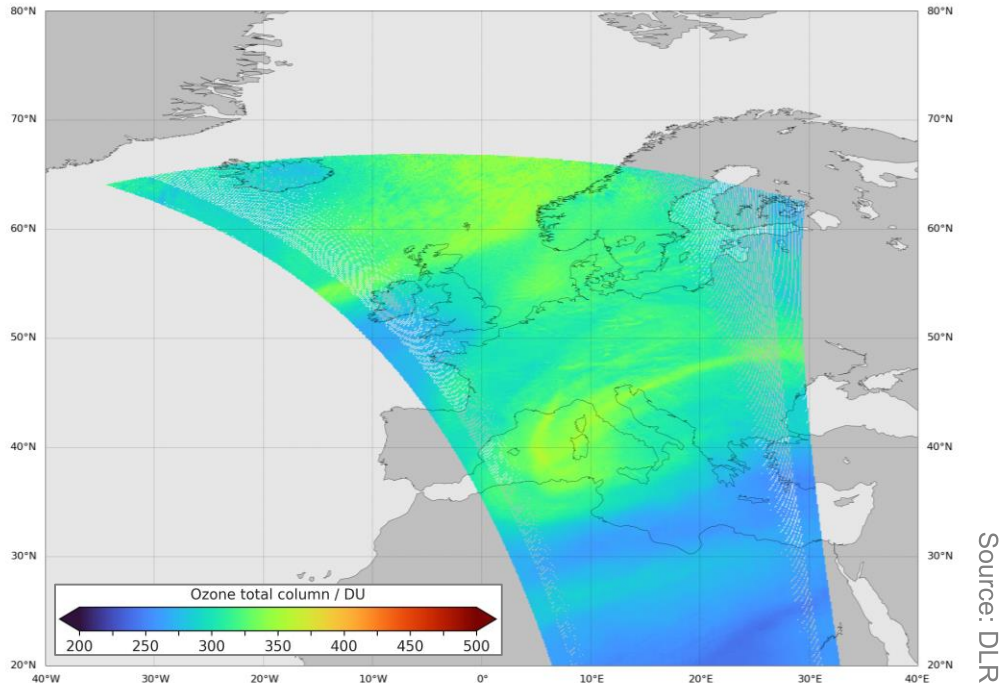 80°N
80°N
70°N
70°N
60°N
60°N
50°N
50°N
40°N
40°N
30°N
30°N
Ozone total column / DU
200 250 300 350 400 450 500
20°N
20°N
40°W 30°W 20°W 10°W 0° 10°E 20°E 30°E 40°E
Source: DLR